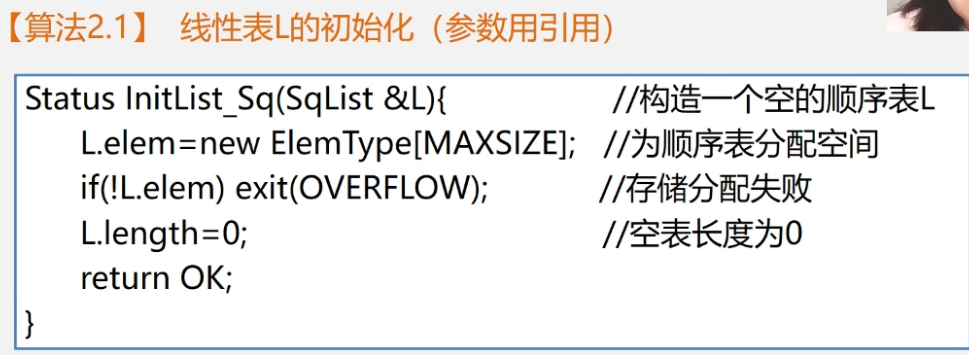 【算法2.1】 线性表L的初始化（参数用引用）
Status InitList_Sq(SqList &L){ //构造一个空的顺序表L
L.elem=new ElemType[MAXSIZE]; //为顺序表分配空间
if(!L.elem) exit(OVERFLOW); //存储分配失败
L.length=0; //空表长度为0
return OK;
}